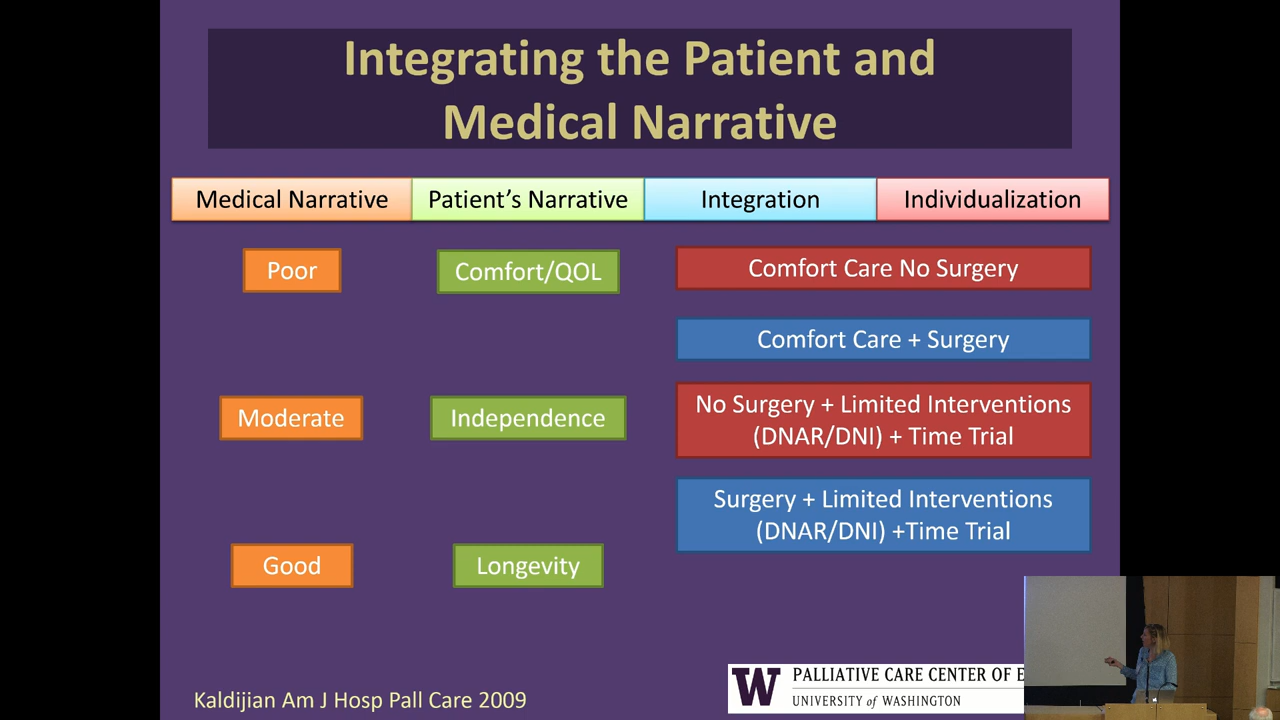 Integrating the Patient and
Medical Narrative
Medical Narrative
Patient's Narrative
Integration
Individualization
Poor
Comfort/QOL
Comfort Care No Surgery
Comfort Care + Surgery
Moderate
Independence
No Surgery + Limited Interventions
(DNAR/DNI) + Time Trial
Surgery + Limited Interventions
(DNAR/DNI) +Time Trial
Good
Longevity
Kaldijian Am J Hosp Pall Care 2009
W
PALLIATIVE CARE CENTER OF E
UNIVERSITY of WASHINGTON